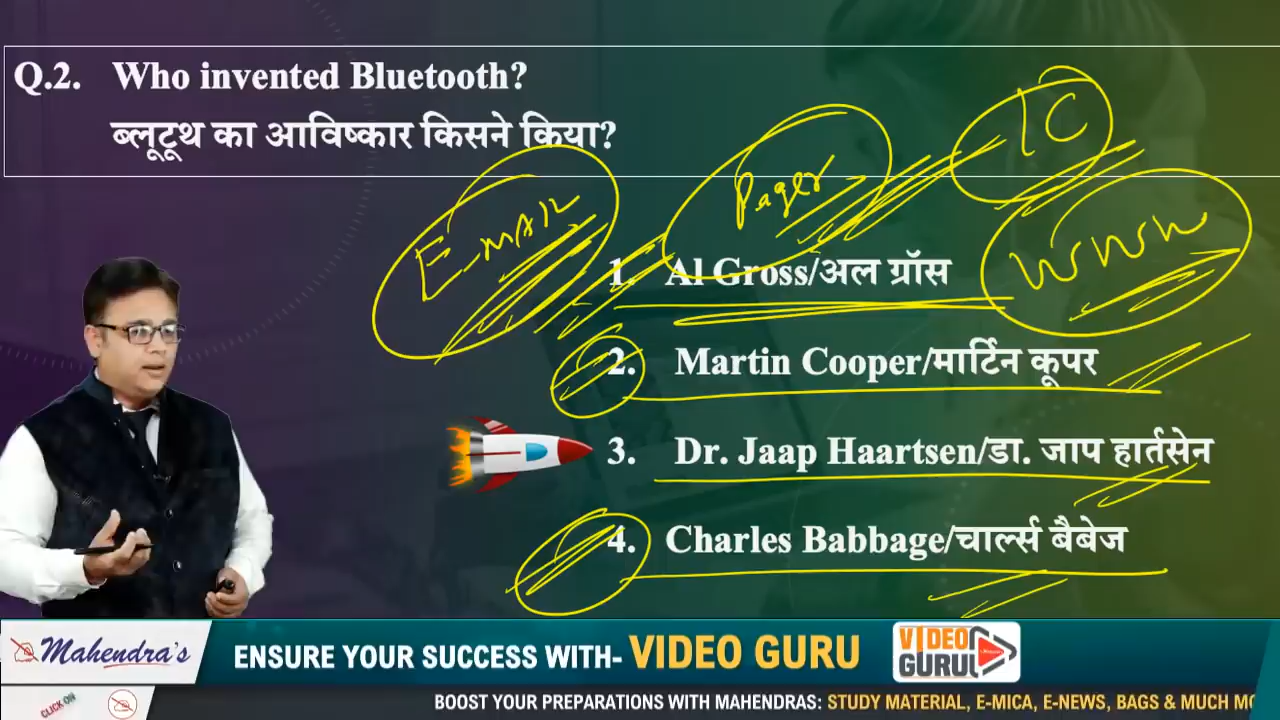 Q.2. Who invented Bluetooth?
ब्लूटूथ का आविष्कार किसने किया?
IC
Pager
E-MAIL
WWW
1. Al Gross/अल ग्रॉस
2. Martin Cooper/मार्टिन कूपर
3. Dr. Jaap Haartsen/डा. जाप हार्तसेन
4. Charles Babbage/चार्ल्स बैबेज
Mahendra's
ENSURE YOUR SUCCESS WITH- VIDEO GURU
VIDEO
GURU
CLICK ON
BOOST YOUR PREPARATIONS WITH MAHENDRAS: STUDY MATERIAL, E-MICA, E-NEWS, BAGS & MUCH MO